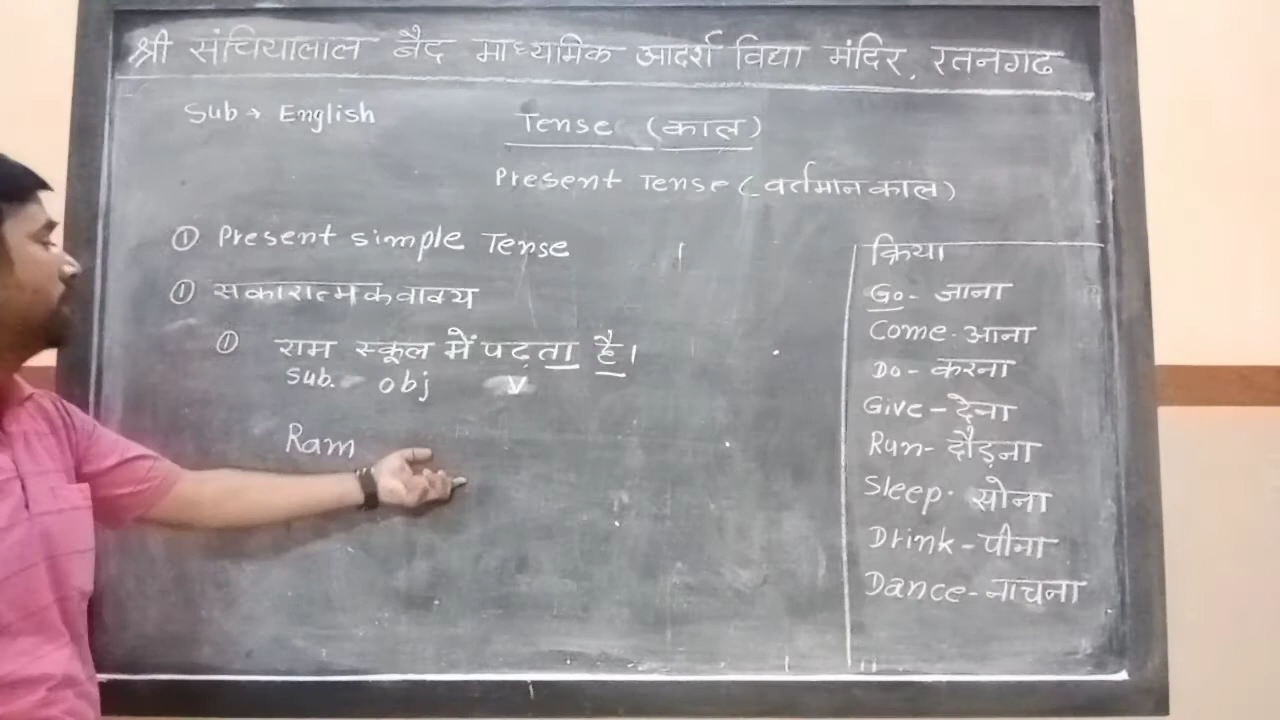 श्री संचियालाल बैद माध्यमिक आदर्श विद्या मंदिर, रतनगढ
Sub → English
Tense (काल)
Present Tense (वर्तमान काल)
① Present simple Tense
① सकारात्मक वाक्य
① राम स्कूल में पढ़ता है।
Sub. obj V
Ram
क्रिया
Go - जाना
Come - आना
Do - करना
Give - देना
Run - दौड़ना
Sleep - सोना
Drink - पीना
Dance - नाचना